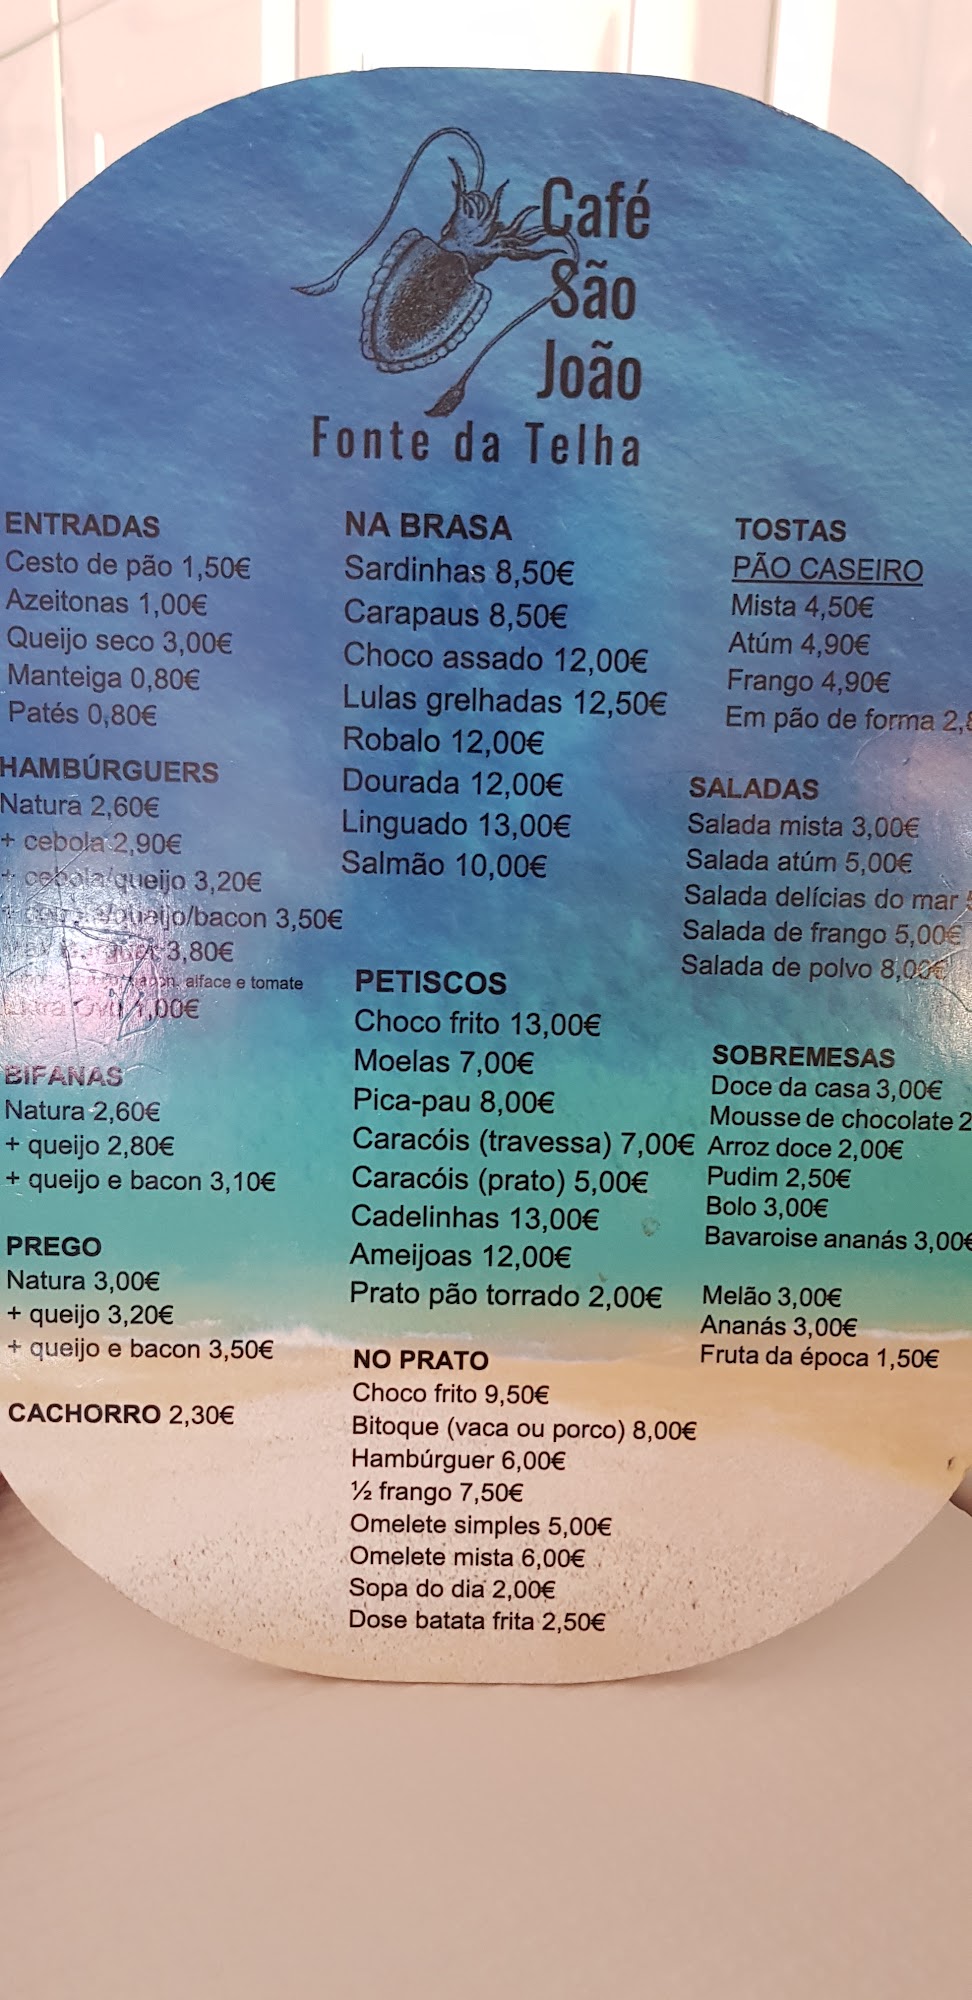 Café
São
João
Fonte da Telha
ENTRADAS
Cesto de pão 1,50€
Azeitonas 1,00€
Queijo seco 3,00€
Manteiga 0,80€
Patés 0,80€
HAMBÚRGUERS
Natura 2,60€
+ cebola 2,90€
+ cebola/queijo 3,20€
/queijo/bacon 3,50€
3,80€
alface e tomate
1,00€
BIFANAS
Natura 2,60€
+ queijo 2,80€
+ queijo e bacon 3,10€
PREGO
Natura 3,00€
+ queijo 3,20€
+ queijo e bacon 3,50€
CACHORRO 2,30€
NA BRASA
Sardinhas 8,50€
Carapaus 8,50€
Choco assado 12,00€
Lulas grelhadas 12,50€
Robalo 12,00€
Dourada 12,00€
Linguado 13,00€
Salmão 10,00€
PETISCOS
Choco frito 13,00€
Moelas 7,00€
Pica-pau 8,00€
Caracóis (travessa) 7,00€
Caracóis (prato) 5,00€
Cadelinhas 13,00€
Ameijoas 12,00€
Prato pão torrado 2,00€
NO PRATO
Choco frito 9,50€
Bitoque (vaca ou porco) 8,00€
Hambúrguer 6,00€
½ frango 7,50€
Omelete simples 5,00€
Omelete mista 6,00€
Sopa do dia 2,00€
Dose batata frita 2,50€
TOSTAS
PÃO CASEIRO
Mista 4,50€
Atúm 4,90€
Frango 4,90€
Em pão de forma
SALADAS
Salada mista 3,00€
Salada atúm 5,00€
Salada delícias do mar
Salada de frango 5,00€
Salada de polvo 8,00€
SOBREMESAS
Doce da casa 3,00€
Mousse de chocolate
Arroz doce 2,00€
Pudim 2,50€
Bolo 3,00€
Bavaroise ananás 3,00€
Melão 3,00€
Ananás 3,00€
Fruta da época 1,50€